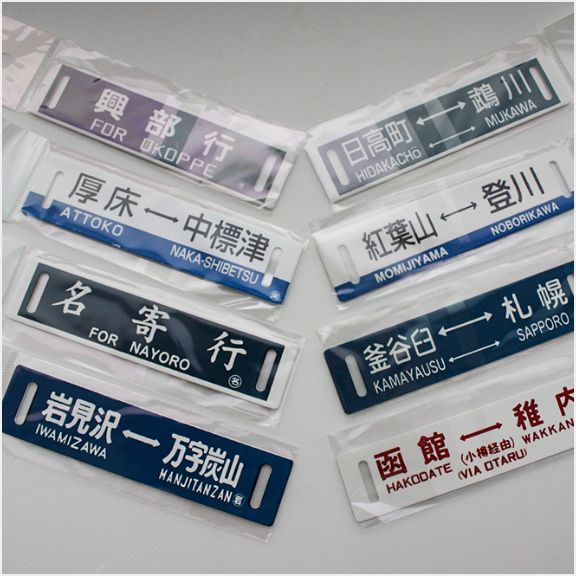 興部行
FOR OKOPPE
厚床↔中標津
ATTOKO NAKA-SHIBETSU
名寄行
FOR NAYORO
名
岩見沢↔万字炭山
IWAMIZAWA MANJITANZAN
岩
日高町↔鵡川
HIDAKACHŌ ↔ MUKAWA
紅葉山↔登川
MOMIJIYAMA NOBORIKAWA
釜谷臼↔札幌
KAMAYAUSU ↔ SAPPORO
函館↔稚内
HAKODATE (小樽経由) WAKKAN
(VIA OTARU)